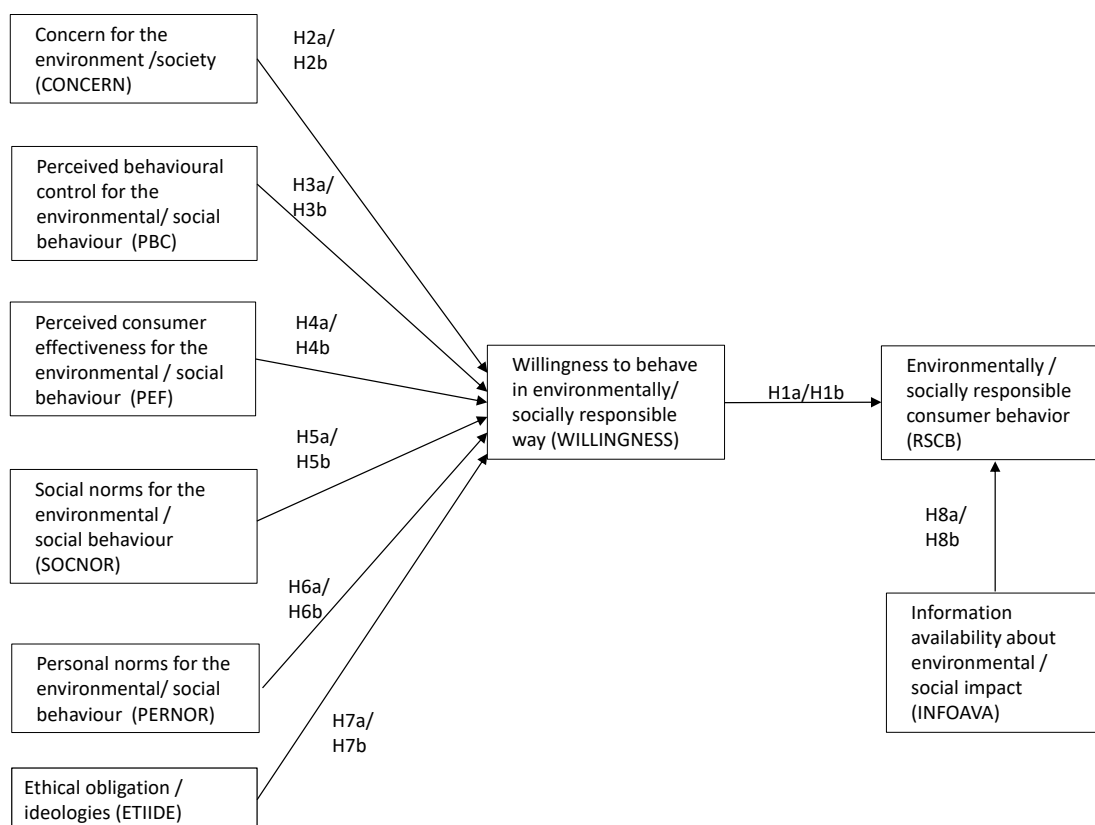 Concern for the
environment /society
(CONCERN)
H2a/
H2b
Perceived behavioural
control for the
environmental/ social
behaviour (PBC)
H3a/
H3b
Perceived consumer
effectiveness for the
environmental / social
behaviour (PEF)
H4a/
H4b
Social norms for the
environmental /
social behaviour
(SOCNOR)
H5a/
H5b
Personal norms for the
environmental/ social
behaviour (PERNOR)
H6a/
H6b
Ethical obligation /
ideologies (ETIIDE)
H7a/
H7b
Willingness to behave
in environmentally/
socially responsible
way (WILLINGNESS)
H1a/H1b
Environmentally /
socially responsible
consumer behavior
(RSCB)
H8a/
H8b
Information
availability about
environmental /
social impact
(INFOAVA)